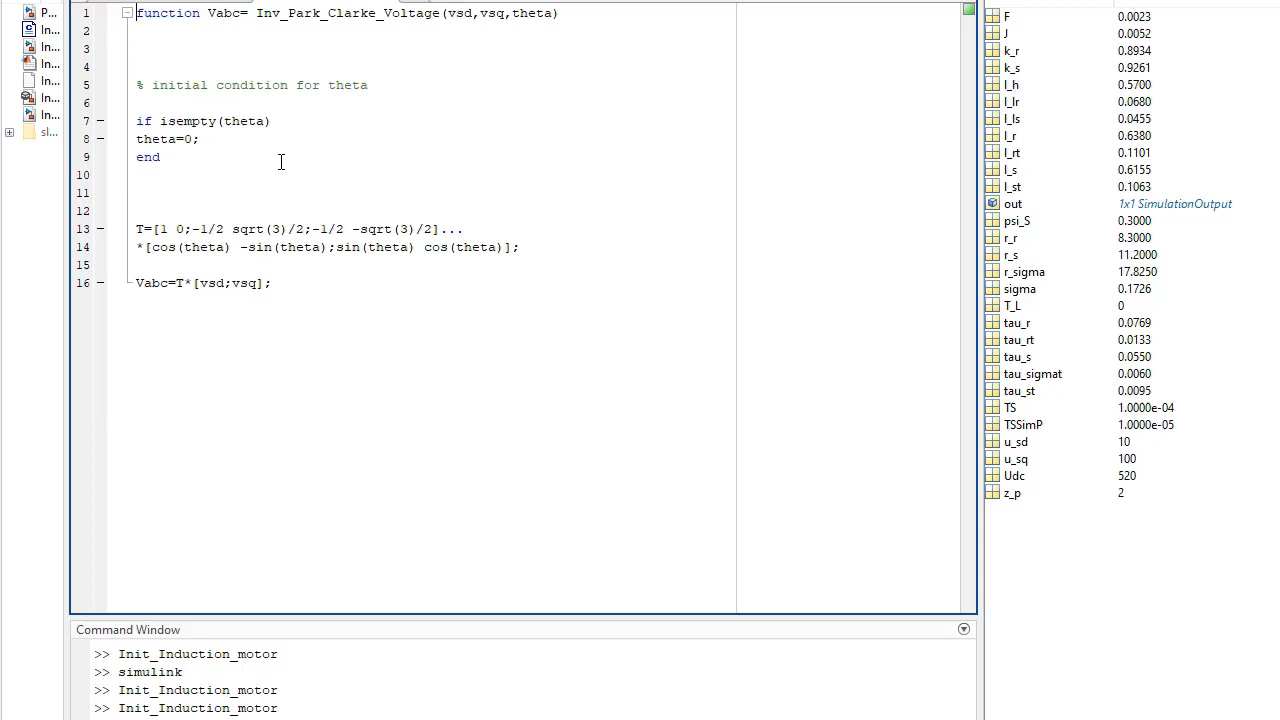 P...
In...
In...
In...
In...
In...
In...
sl...
1 function Vabc= Inv_Park_Clarke_Voltage(vsd,vsq,theta)
2
3
4
5 % initial condition for theta
6
7 if isempty(theta)
8 theta=0;
9 end
10
11
12
13 T=[1 0;-1/2 sqrt(3)/2;-1/2 -sqrt(3)/2]...
14 *[cos(theta) -sin(theta);sin(theta) cos(theta)];
15
16 Vabc=T*[vsd;vsq];
Command Window
>> Init_Induction_motor
>> simulink
>> Init_Induction_motor
>> Init_Induction_motor
F 0.0023
J 0.0052
k_r 0.8934
k_s 0.9261
l_h 0.5700
l_lr 0.0680
l_ls 0.0455
l_r 0.6380
l_rt 0.1101
l_s 0.6155
l_st 0.1063
out 1x1 SimulationOutput
psi_S 0.3000
r_r 8.3000
r_s 11.2000
r_sigma 17.8250
sigma 0.1726
T_L 0
tau_r 0.0769
tau_rt 0.0133
tau_s 0.0550
tau_sigmat 0.0060
tau_st 0.0095
TS 1.0000e-04
TSSimP 1.0000e-05
u_sd 10
u_sq 100
Udc 520
z_p 2